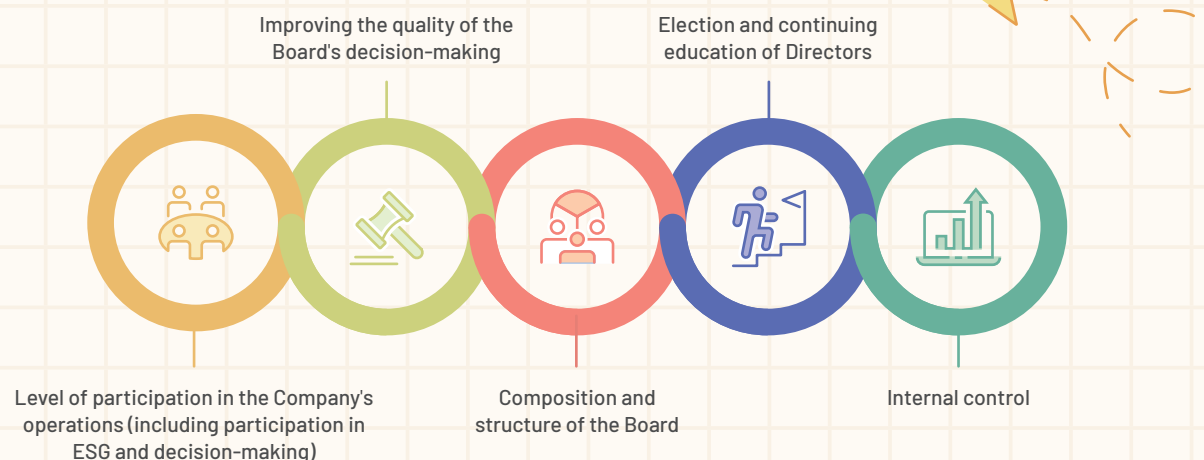 Improving the quality of the
Board's decision-making
Election and continuing
education of Directors
Level of participation in the Company's
operations (including participation in
ESG and decision-making)
Composition and
structure of the Board
Internal control